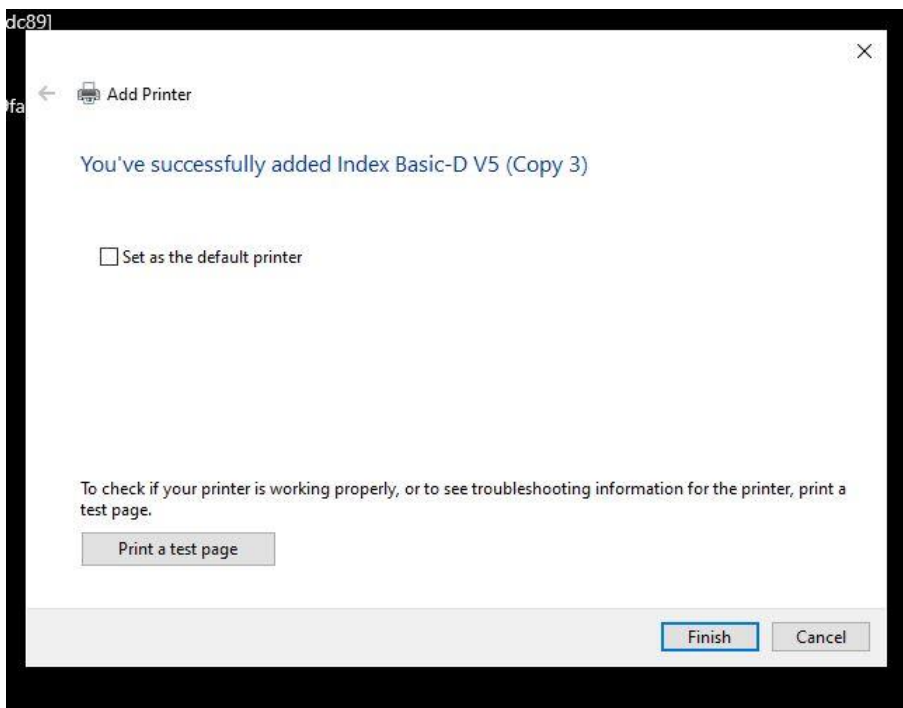 dc89]
Add Printer
You've successfully added Index Basic-D V5 (Copy 3)
Set as the default printer
To check if your printer is working properly, or to see troubleshooting information for the printer, print a
test page.
Print a test page
Finish Cancel